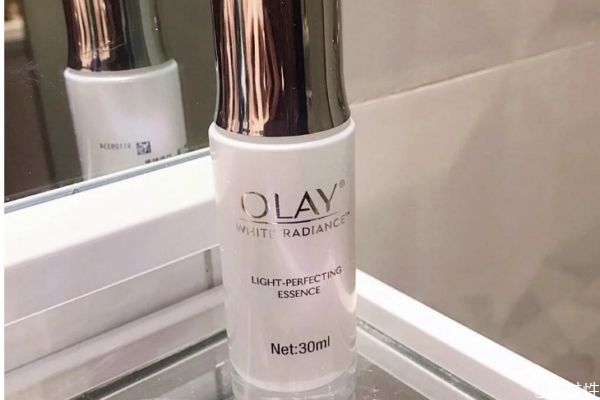 OLAY®
WHITE RADIANCE™
LIGHT-PERFECTING
ESSENCE
Net:30ml